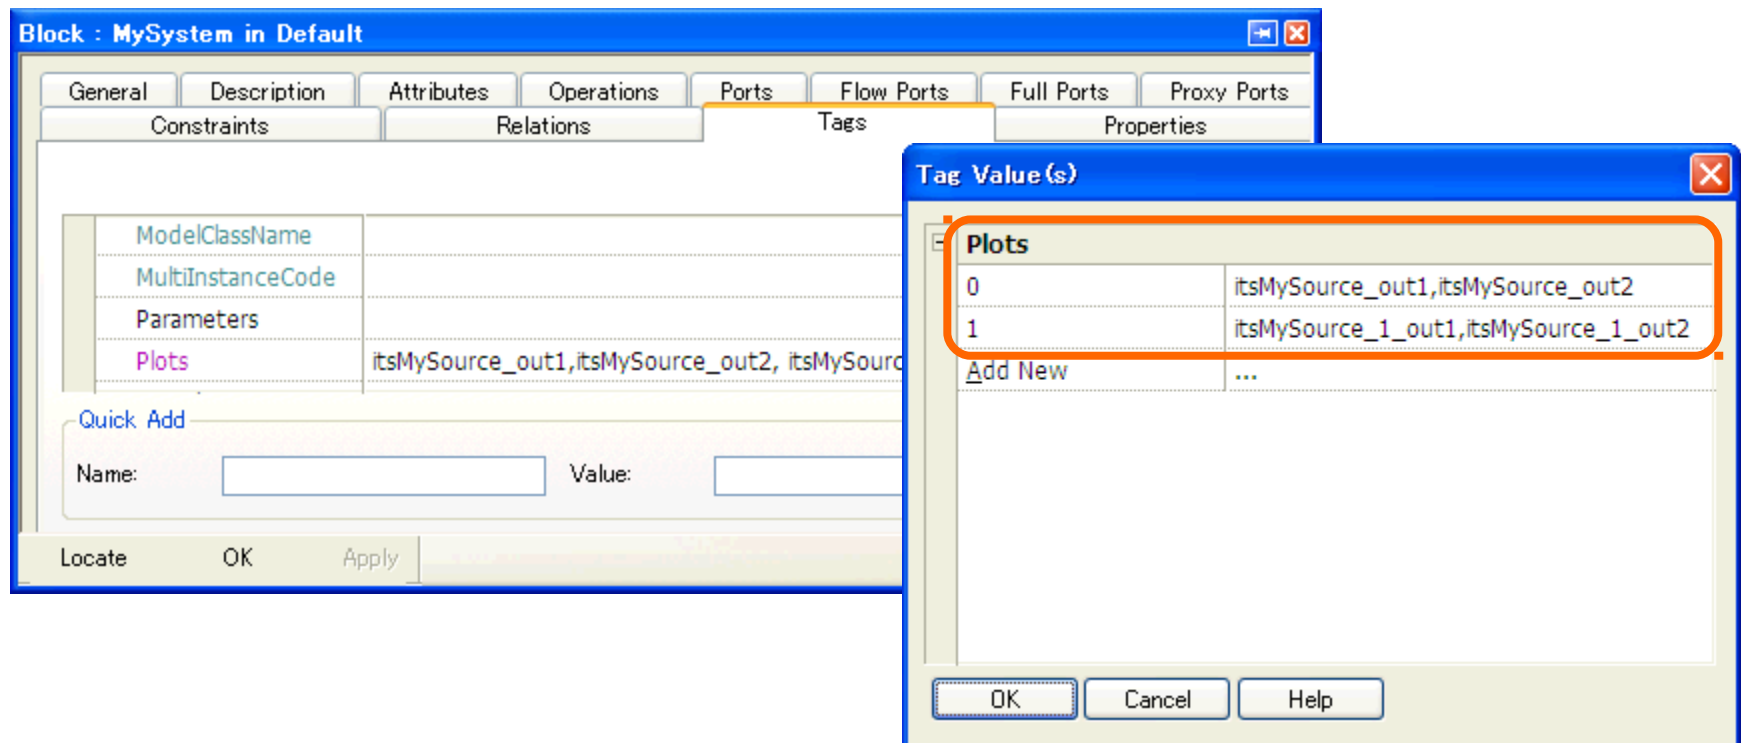 Block : MySystem in Default
General Description Attributes Operations Ports Flow Ports Full Ports Proxy Ports
Constraints Relations Tags Properties
ModelClassName
MultiInstanceCode
Parameters
Plots itsMySource_out1,itsMySource_out2, itsMySourc
Quick Add
Name: Value:
Locate OK Apply
Tag Value(s)
Plots
0 itsMySource_out1,itsMySource_out2
1 itsMySource_1_out1,itsMySource_1_out2
Add New ...
OK Cancel Help